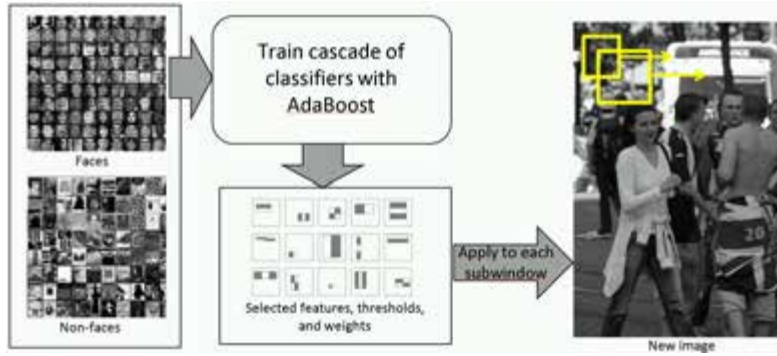 Faces
Non-faces
Train cascade of
classifiers with
AdaBoost
Selected features, thresholds,
and weights
Apply to each
subwindow
20
New image